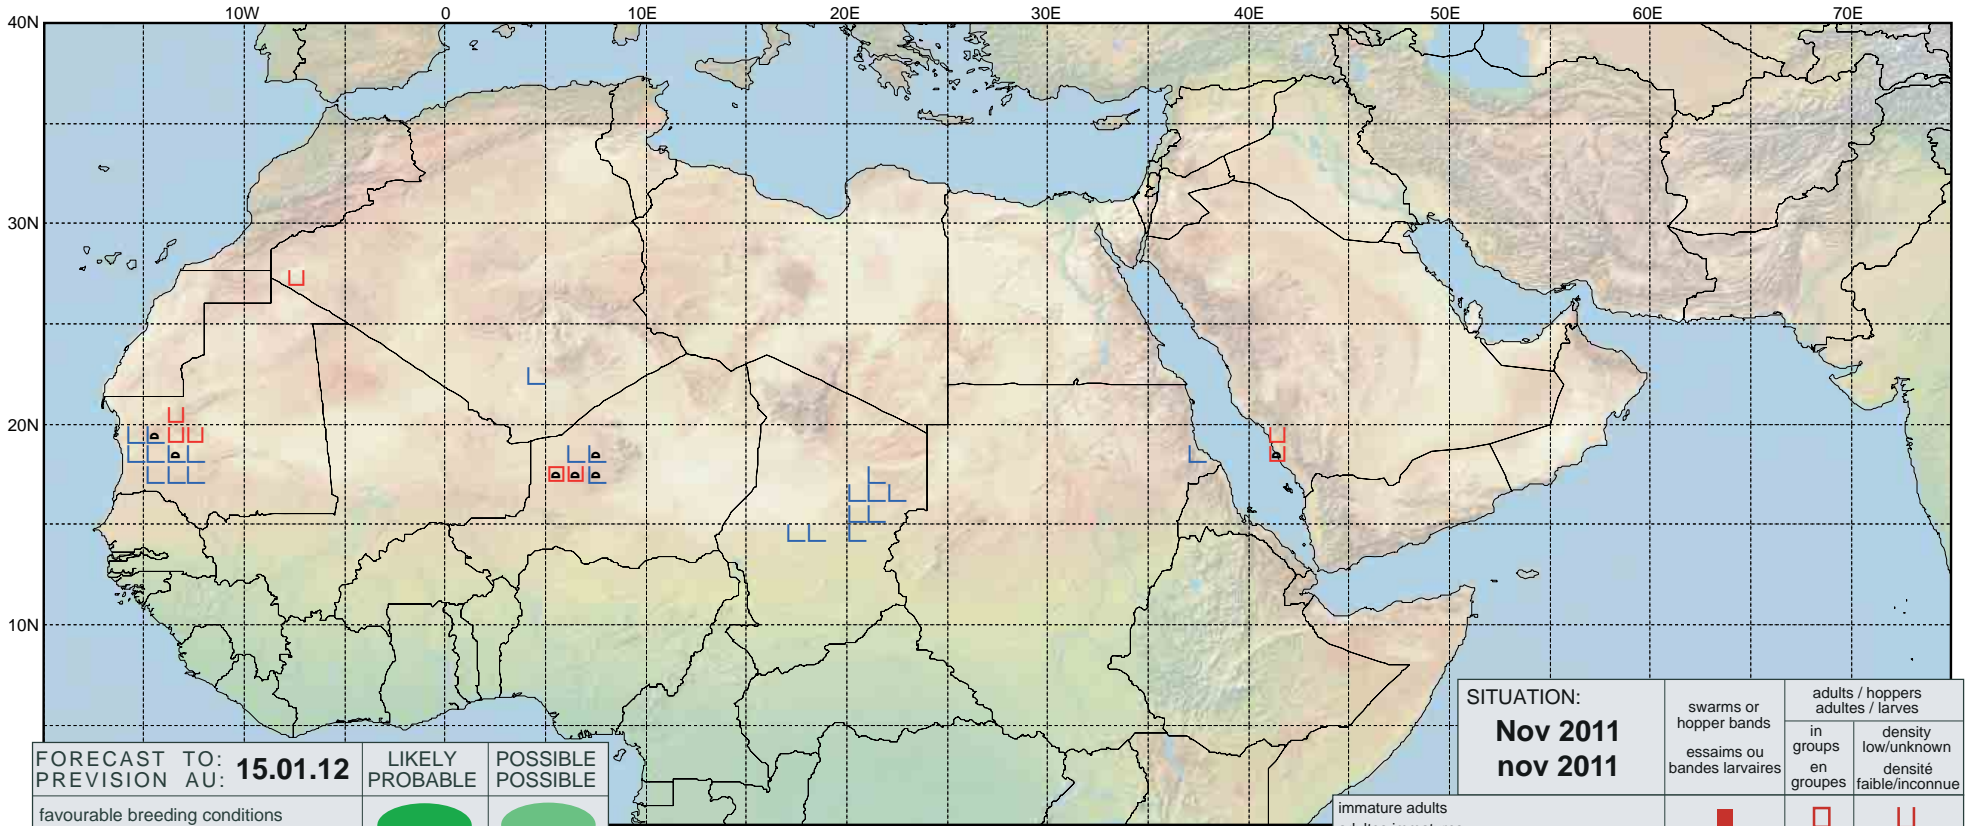 10W 0 10E 20E 30E 40E 50E 60E 70E
40N
30N
20N
10N
D
D
D
D
D
D
D
D
FORECAST TO:
PREVISION AU:
15.01.12
LIKELY
PROBABLE
POSSIBLE
POSSIBLE
favourable breeding conditions
SITUATION:
Nov 2011
nov 2011
swarms or
hopper bands
essaims ou
bandes larvaires
adults / hoppers
adultes / larves
in
groups
en
groupes
density
low/unknown
densité
faible/inconnue
immature adults